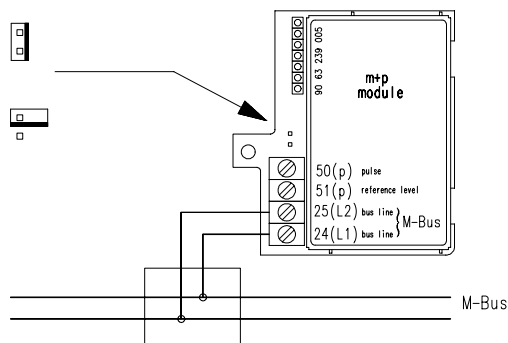 90 63 239 005
m+p
module
50(p) pulse
51(p) reference level
25(L2) bus line
24(L1) bus line
M-Bus
M-Bus